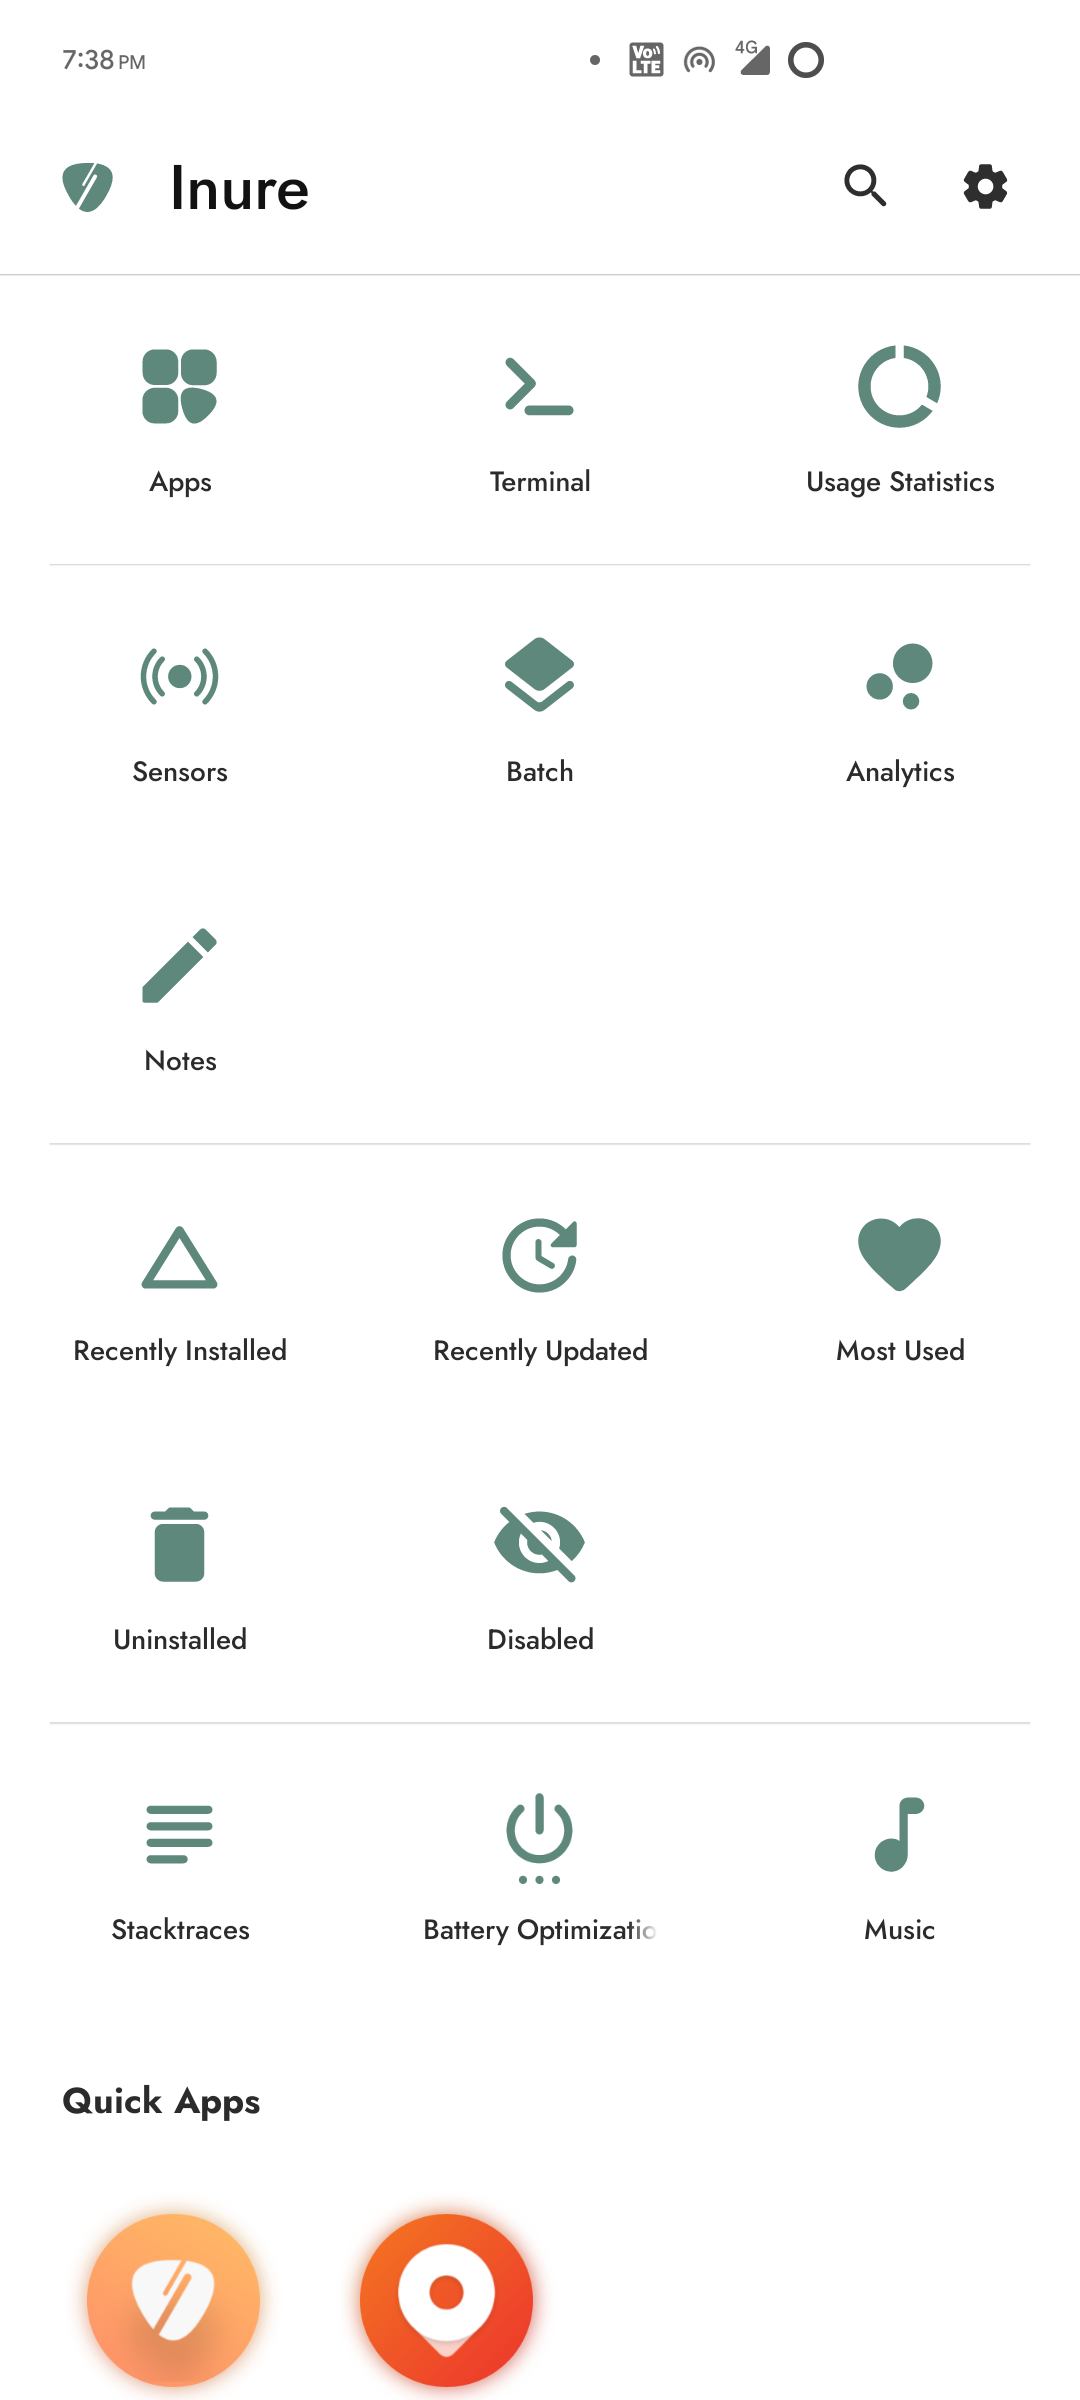 7:38 PM
Vo LTE
4G
Inure
Apps
Terminal
Usage Statistics
Sensors
Batch
Analytics
Notes
Recently Installed
Recently Updated
Most Used
Uninstalled
Disabled
Stacktraces
Battery Optimizatio
Music
Quick Apps